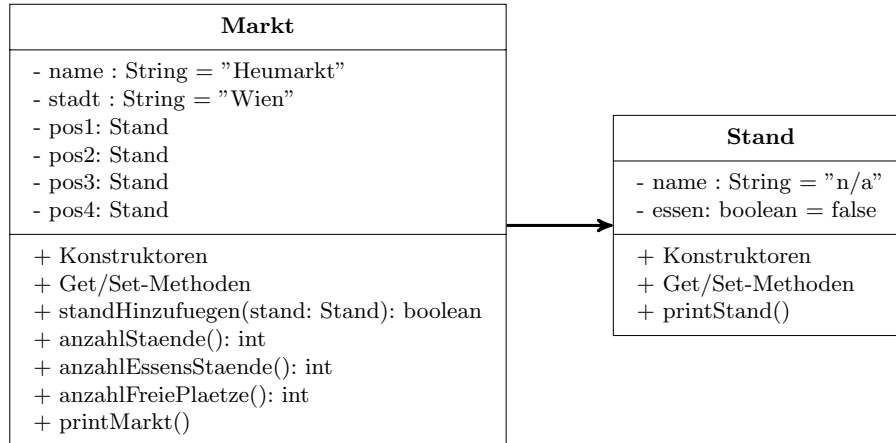 Markt
- name : String = ”Heumarkt”
- stadt : String = ”Wien”
- pos1: Stand
- pos2: Stand
- pos3: Stand
- pos4: Stand
+ Konstruktoren
+ Get/Set-Methoden
+ standHinzufuegen(stand: Stand): boolean
+ anzahlStaende(): int
+ anzahlEssensStaende(): int
+ anzahlFreiePlaetze(): int
+ printMarkt()
Stand
- name : String = ”n/a”
- essen: boolean = false
+ Konstruktoren
+ Get/Set-Methoden
+ printStand()